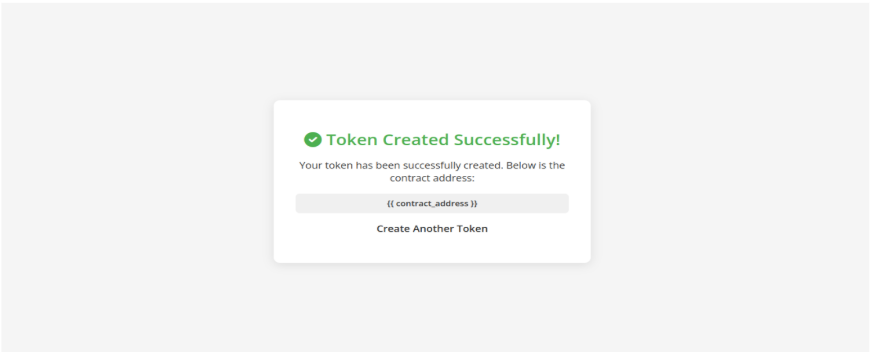 Token Created Successfully!
Your token has been successfully created. Below is the
contract address:
{{ contract_address }}
Create Another Token